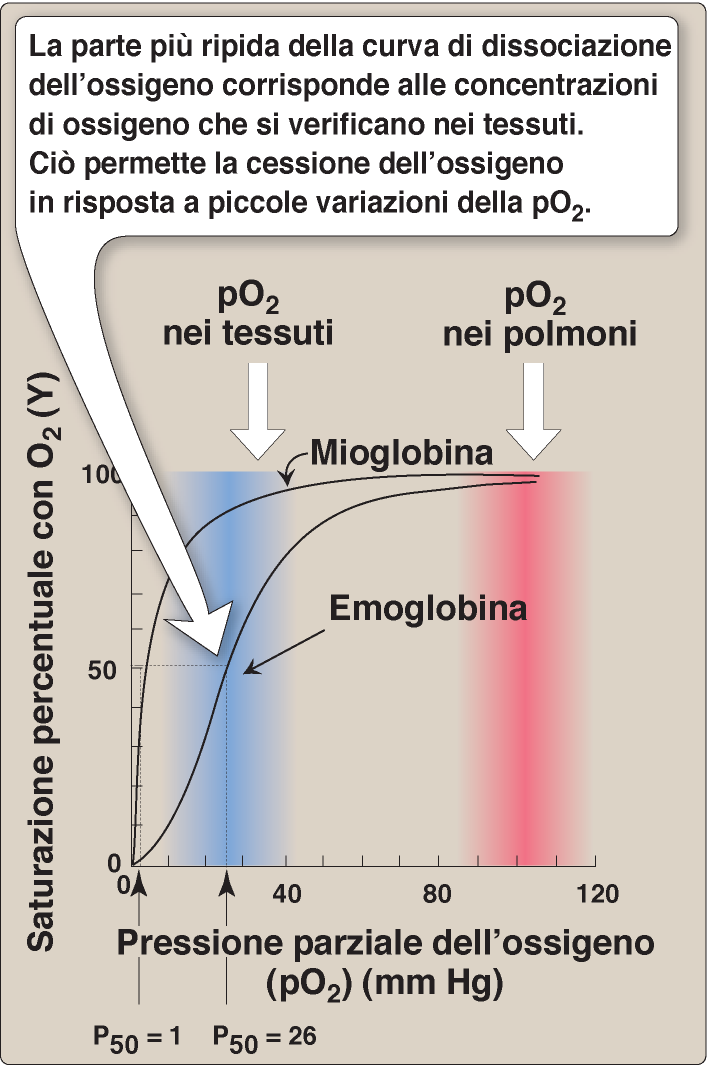 La parte più ripida della curva di dissociazione
dell'ossigeno corrisponde alle concentrazioni
di ossigeno che si verificano nei tessuti.
Ciò permette la cessione dell'ossigeno
in risposta a piccole variazioni della pO₂.
pO₂
nei tessuti
pO₂
nei polmoni
Saturazione percentuale con O₂ (Y)
Mioglobina
Emoglobina
100
50
0
0
40
80
120
Pressione parziale dell'ossigeno
(pO₂) (mm Hg)
P₅₀ = 1
P₅₀ = 26